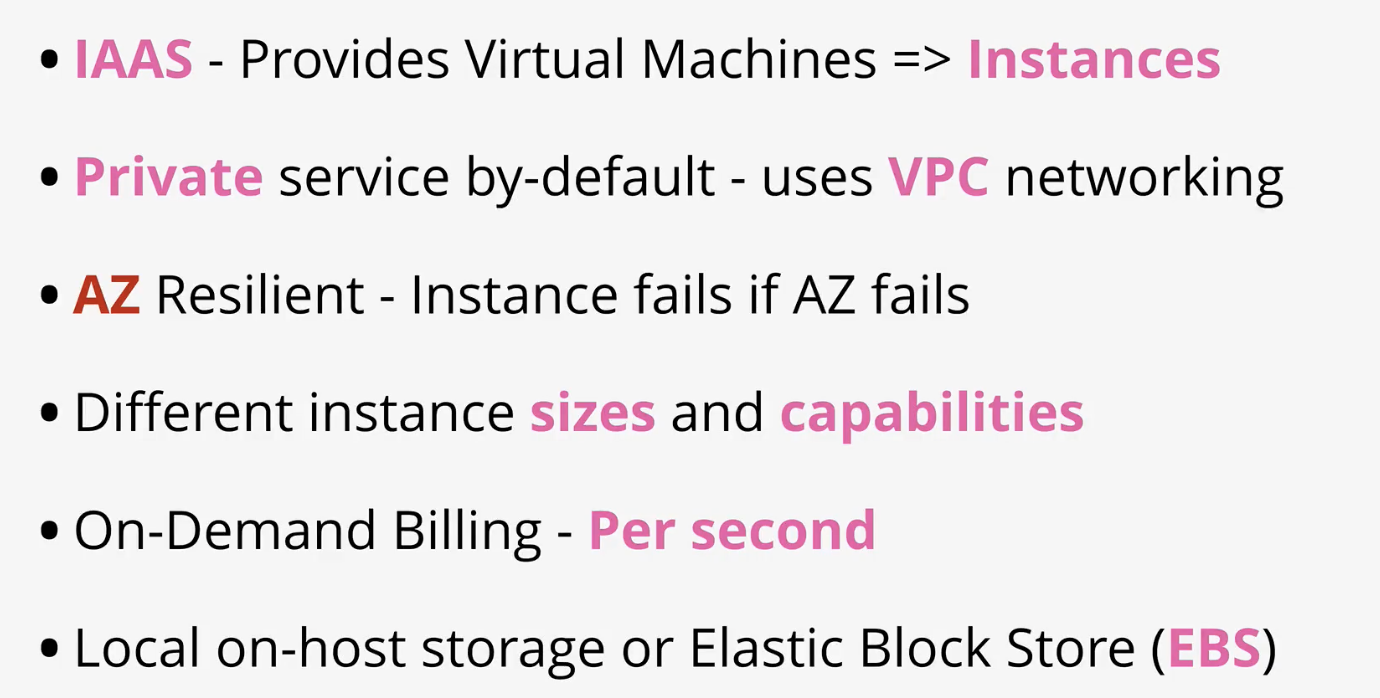 • IAAS - Provides Virtual Machines => Instances
• Private service by-default - uses VPC networking
• AZ Resilient - Instance fails if AZ fails
• Different instance sizes and capabilities
• On-Demand Billing - Per second
• Local on-host storage or Elastic Block Store (EBS)